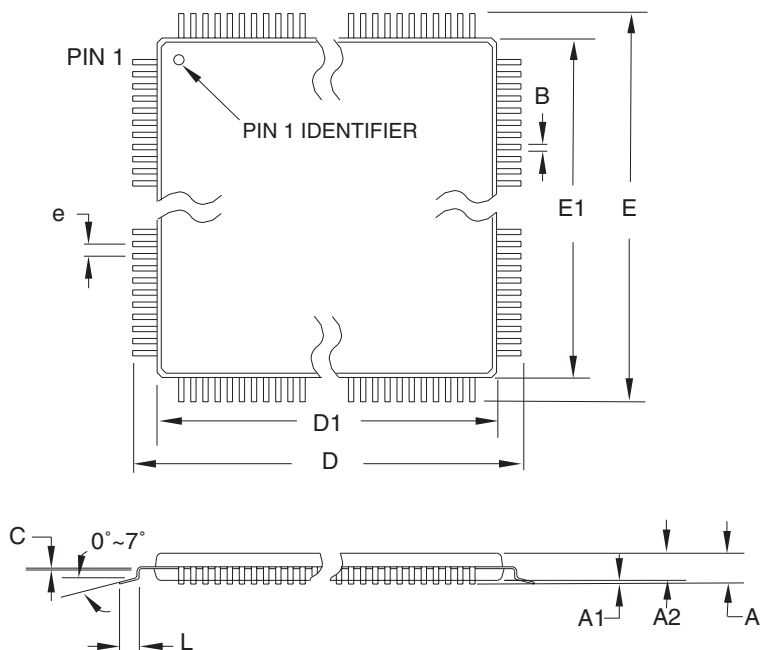 PIN 1
PIN 1 IDENTIFIER
B
e
E1
E
D1
D
C
0°~7°
L
A1
A2
A